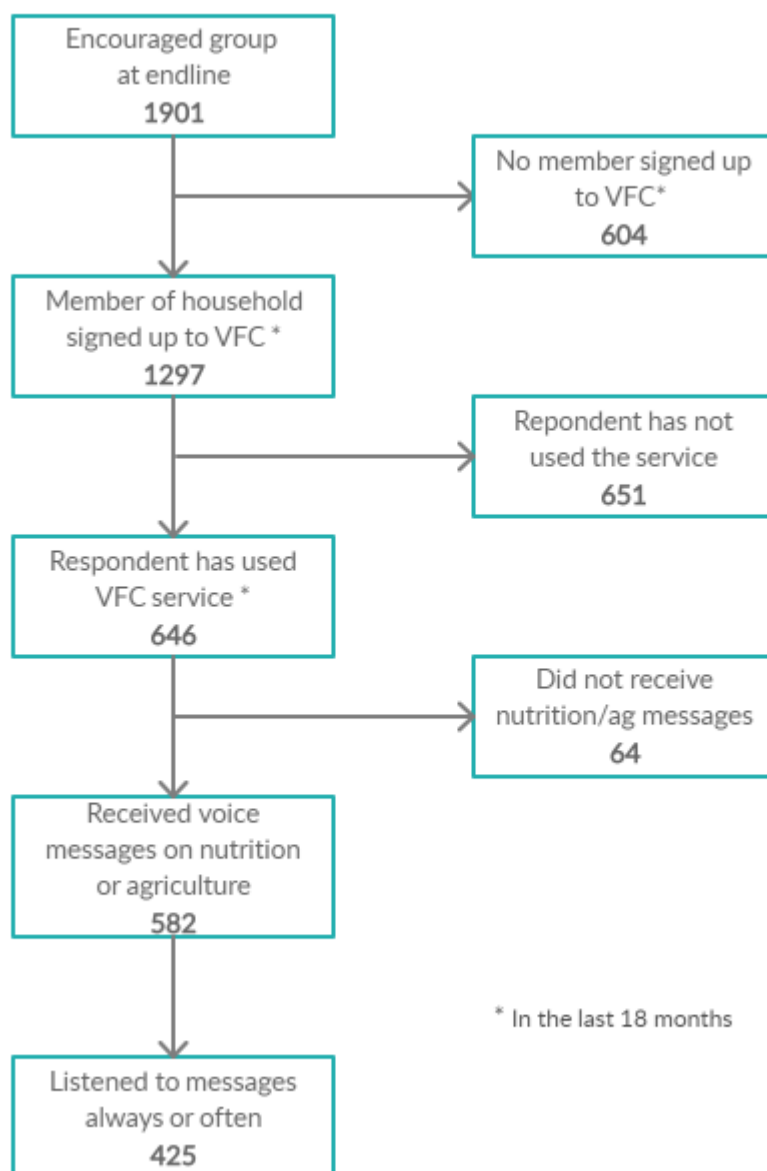 Encouraged group
at endline
1901
No member signed up
to VFC*
604
Member of household
signed up to VFC *
1297
Repondent has not
used the service
651
Respondent has used
VFC service *
646
Did not receive
nutrition/ag messages
64
Received voice
messages on nutrition
or agriculture
582
* In the last 18 months
Listened to messages
always or often
425